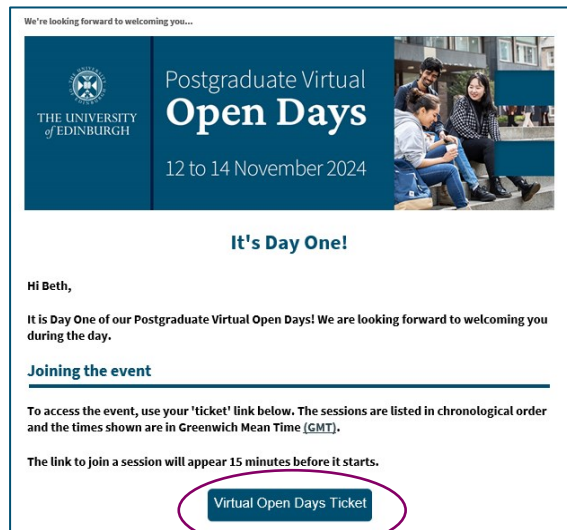 We're looking forward to welcoming you...
THE UNIVERSITY
of EDINBURGH
Postgraduate Virtual
Open Days
12 to 14 November 2024
It's Day One!
Hi Beth,
It is Day One of our Postgraduate Virtual Open Days! We are looking forward to welcoming you
during the day.
Joining the event
To access the event, use your 'ticket' link below. The sessions are listed in chronological order
and the times shown are in Greenwich Mean Time (GMT).
The link to join a session will appear 15 minutes before it starts.
Virtual Open Days Ticket